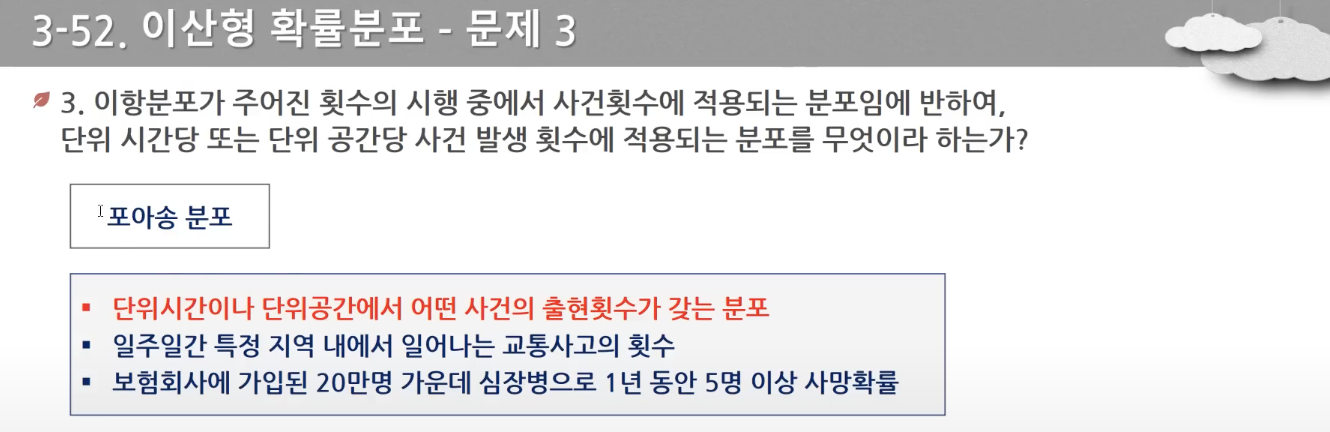 3-52. 이산형 확률분포 - 문제 3
3. 이항분포가 주어진 횟수의 시행 중에서 사건횟수에 적용되는 분포임에 반하여,
단위 시간당 또는 단위 공간당 사건 발생 횟수에 적용되는 분포를 무엇이라 하는가?
포아송 분포
▪ 단위시간이나 단위공간에서 어떤 사건의 출현횟수가 갖는 분포
▪ 일주일간 특정 지역 내에서 일어나는 교통사고의 횟수
▪ 보험회사에 가입된 20만명 가운데 심장병으로 1년 동안 5명 이상 사망확률